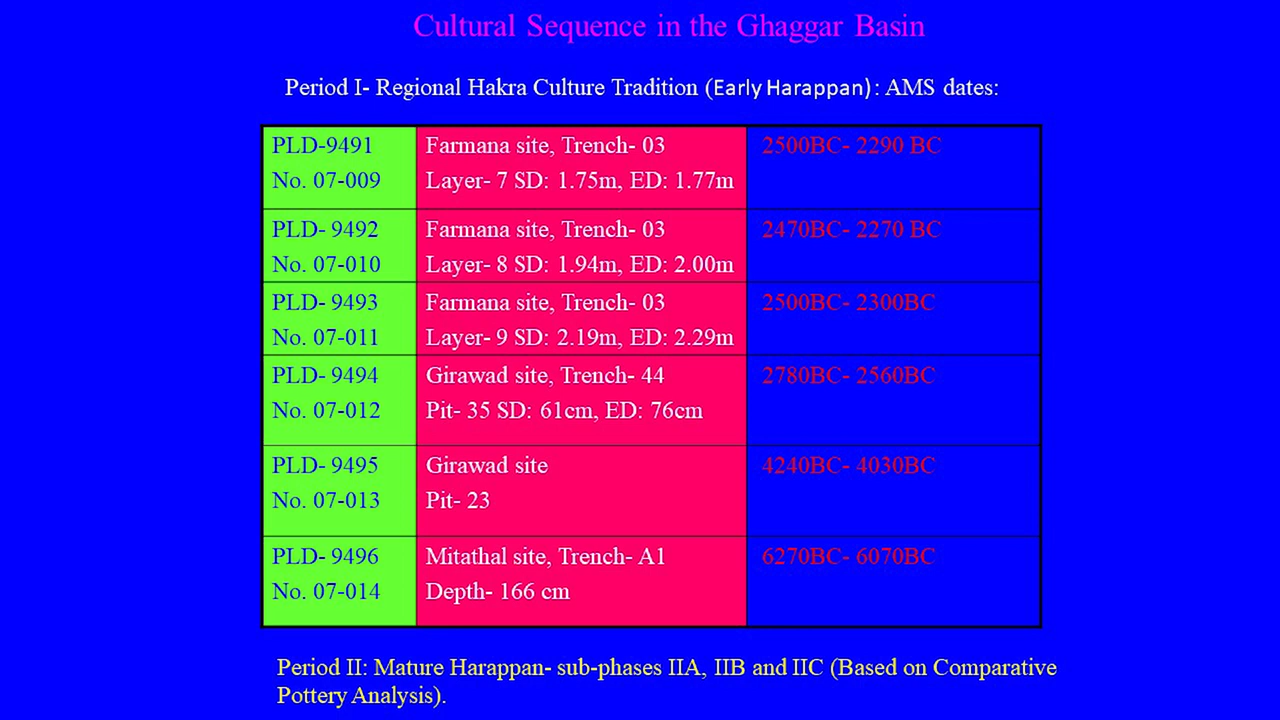 Cultural Sequence in the Ghaggar Basin
Period I- Regional Hakra Culture Tradition (Early Harappan): AMS dates:
PLD-9491
No. 07-009
Farmana site, Trench- 03
Layer- 7 SD: 1.75m, ED: 1.77m
2500BC- 2290 BC
PLD- 9492
No. 07-010
Farmana site, Trench- 03
Layer- 8 SD: 1.94m, ED: 2.00m
2470BC- 2270 BC
PLD- 9493
No. 07-011
Farmana site, Trench- 03
Layer- 9 SD: 2.19m, ED: 2.29m
2500BC- 2300BC
PLD- 9494
No. 07-012
Girawad site, Trench- 44
Pit- 35 SD: 61cm, ED: 76cm
2780BC- 2560BC
PLD- 9495
No. 07-013
Girawad site
Pit- 23
4240BC- 4030BC
PLD- 9496
No. 07-014
Mitathal site, Trench- A1
Depth- 166 cm
6270BC- 6070BC
Period II: Mature Harappan- sub-phases IIA, IIB and IIC (Based on Comparative
Pottery Analysis).